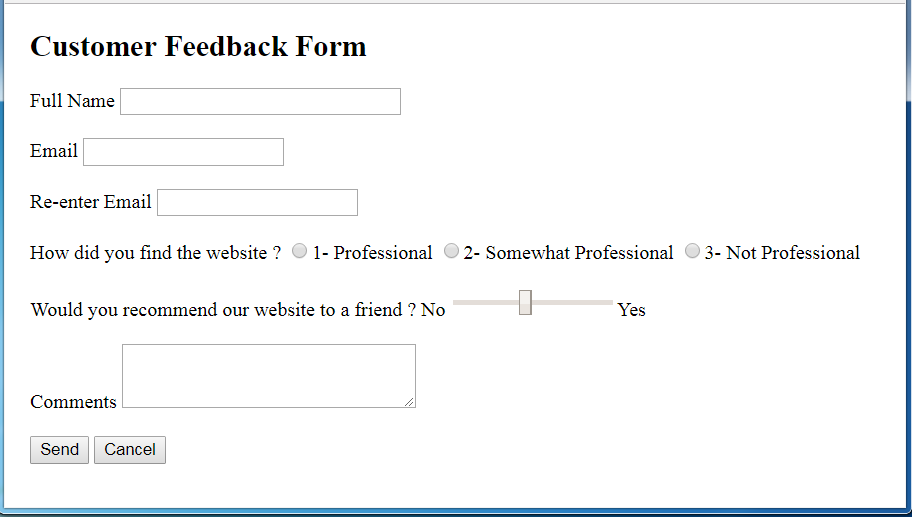 Customer Feedback Form
Full Name
Email
Re-enter Email
How did you find the website ? 1- Professional 2- Somewhat Professional 3- Not Professional
Would you recommend our website to a friend ? No Yes
Comments
Send Cancel